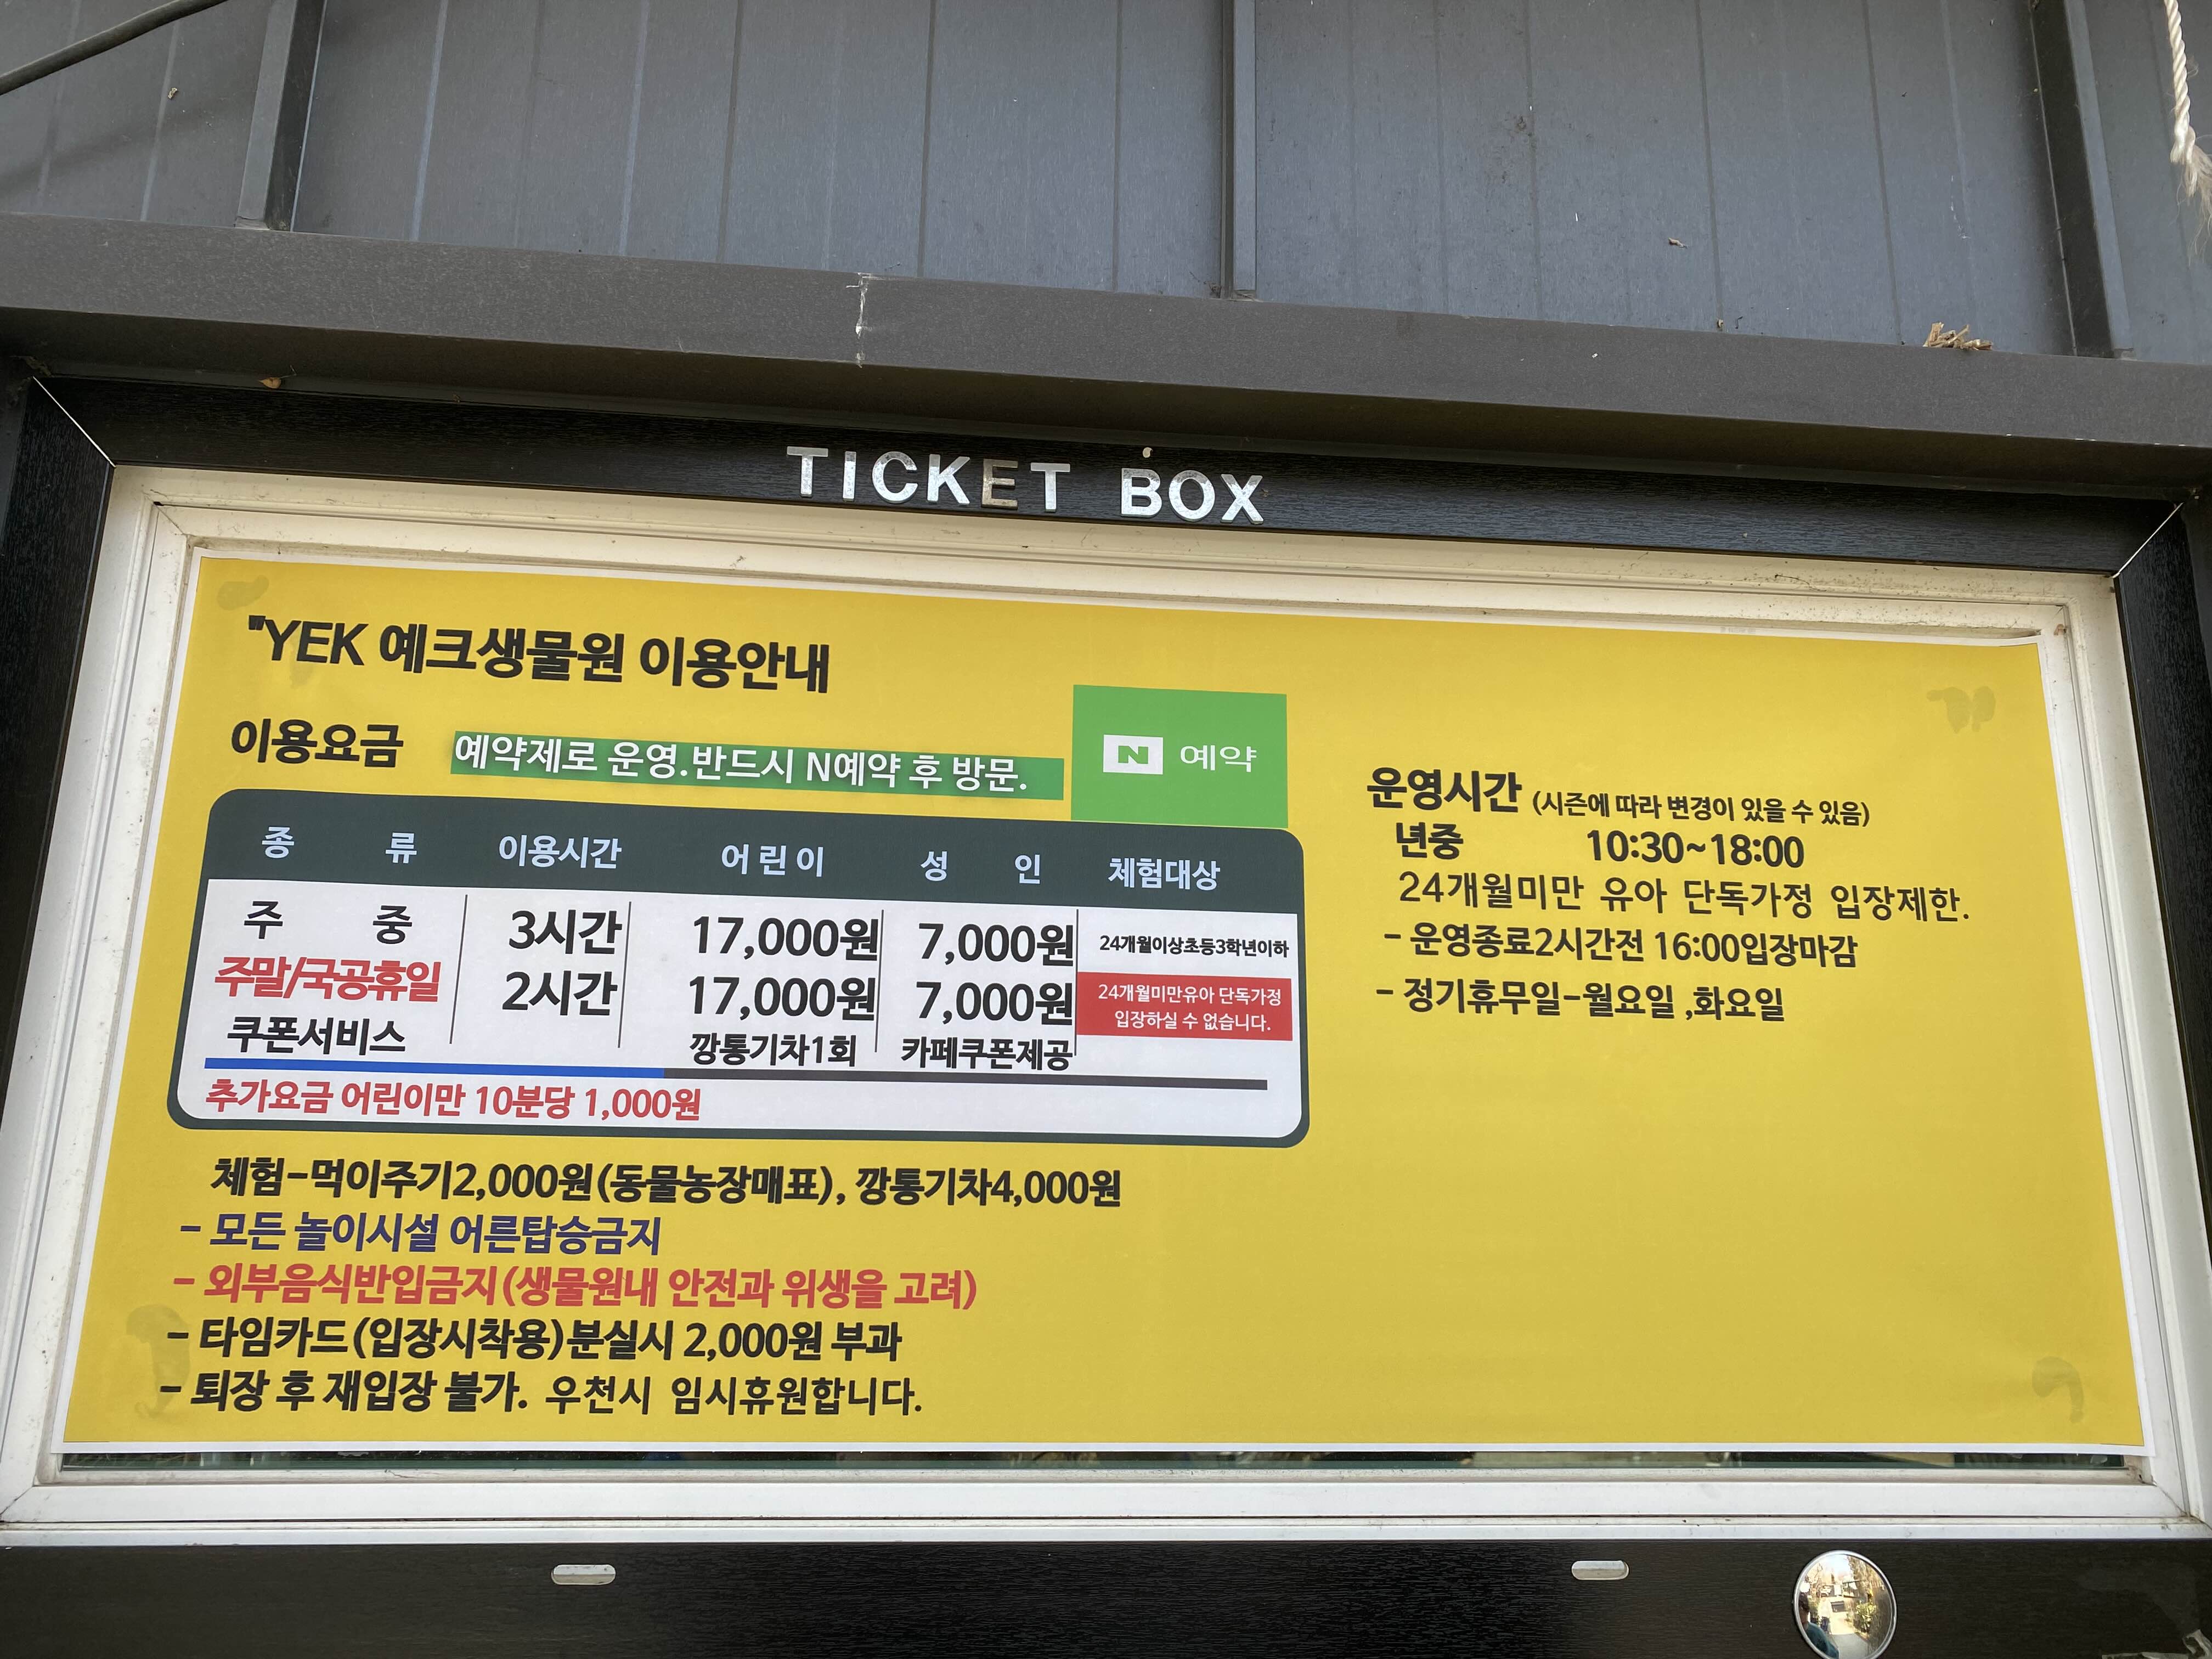 TICKET BOX
"YEK 예크생물원 이용안내
이용요금 예약제로 운영.반드시 N예약 후 방문.
N 예약
종 류 이용시간 어린이 성 인 체험대상
주 중 3시간 17,000원 7,000원 24개월이상초등3학년이하
주말/국공휴일 2시간 17,000원 7,000원 24개월미만유아 단독가정
입장하실 수 없습니다.
쿠폰서비스 깡통기차1회 카페쿠폰제공
추가요금 어린이만 10분당 1,000원
체험-먹이주기2,000원(동물농장매표), 깡통기차4,000원
- 모든 놀이시설 어른탑승금지
- 외부음식반입금지(생물원내 안전과 위생을 고려)
- 타임카드(입장시착용)분실시 2,000원 부과
- 퇴장 후 재입장 불가. 우천시 임시휴원합니다.
운영시간 (시즌에 따라 변경이 있을 수 있음)
년중 10:30~18:00
24개월미만 유아 단독가정 입장제한.
- 운영종료2시간전 16:00입장마감
- 정기휴무일-월요일 ,화요일